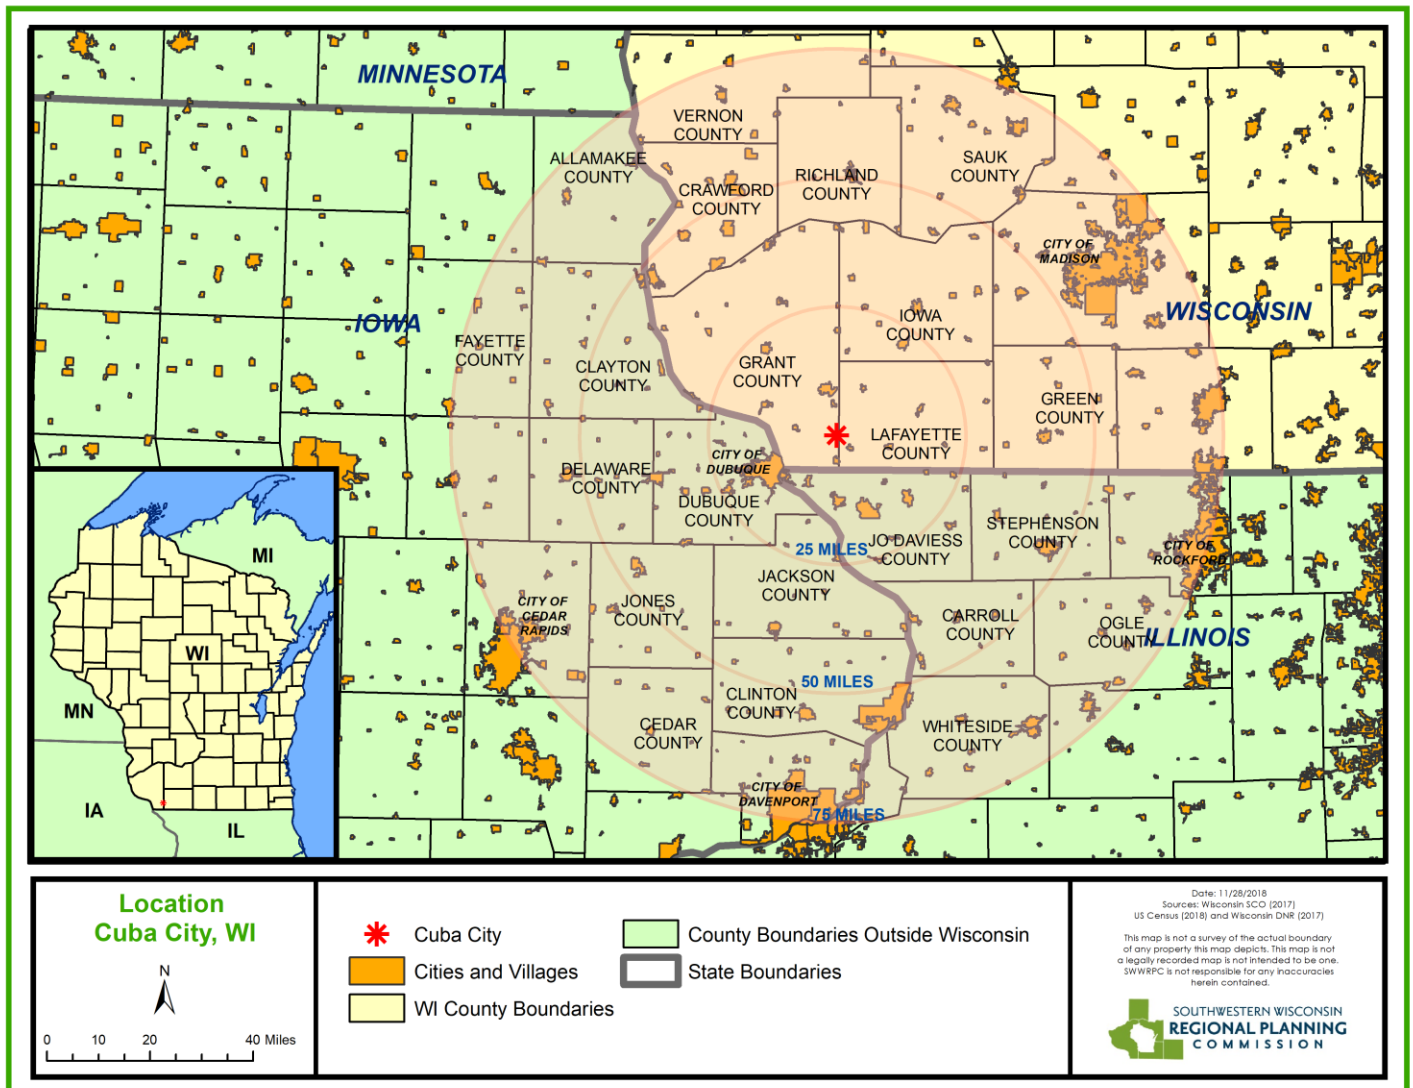 MINNESOTA
VERNON
COUNTY
ALLAMAKEE
COUNTY
SAUK
COUNTY
RICHLAND
COUNTY
CRAWFORD
COUNTY
CITY OF
MADISON
WISCONSIN
IOWA
IOWA
COUNTY
FAYETTE
COUNTY
CLAYTON
COUNTY
GRANT
COUNTY
GREEN
COUNTY
LAFAYETTE
COUNTY
CITY OF
DUBUQUE
DELAWARE
COUNTY
DUBUQUE
COUNTY
STEPHENSON
COUNTY
JO DAVIESS
COUNTY
25 MILES
CITY OF
ROCKFORD
JACKSON
COUNTY
CITY OF
CEDAR
RAPIDS
JONES
COUNTY
CARROLL
COUNTY
OGLE
COUNTY
ILLINOIS
50 MILES
CLINTON
COUNTY
CEDAR
COUNTY
WHITESIDE
COUNTY
CITY OF
DAVENPORT
75 MILES
MI
WI
MN
IA
IL
Location
Cuba City, WI
N
0 10 20 40 Miles
Cuba City
Cities and Villages
WI County Boundaries
County Boundaries Outside Wisconsin
State Boundaries
Date: 11/28/2018
Sources: Wisconsin SCO (2017)
US Census (2018) and Wisconsin DNR (2017)
This map is not a survey of the actual boundary
of any property this map depicts. This map is not
a legally recorded map is not intended to be one.
SWWRPC is not responsible for any inaccuracies
herein contained.
SOUTHWESTERN WISCONSIN
REGIONAL PLANNING
COMMISSION